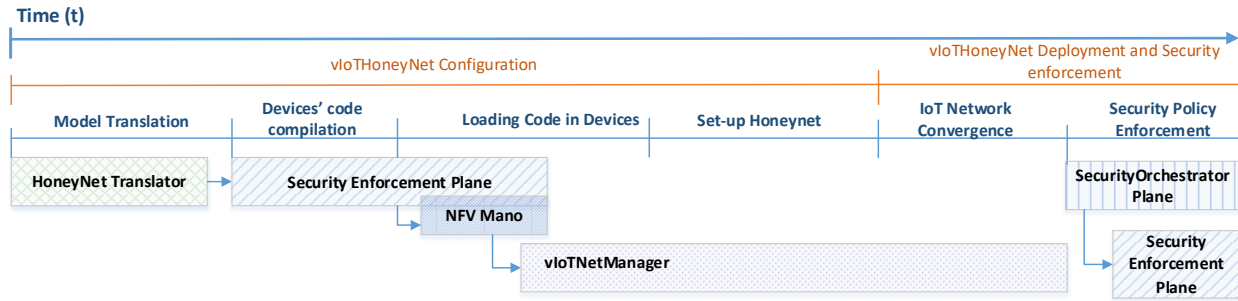 Time (t)
vIoTHoneyNet Configuration
vIoTHoneyNet Deployment and Security
enforcement
Model Translation
Devices' code
compilation
Loading Code in Devices
Set-up Honeynet
IoT Network
Convergence
Security Policy
Enforcement
HoneyNet Translator
Security Enforcement Plane
NFV Mano
vIoTNetManager
SecurityOrchestrator
Plane
Security
Enforcement
Plane